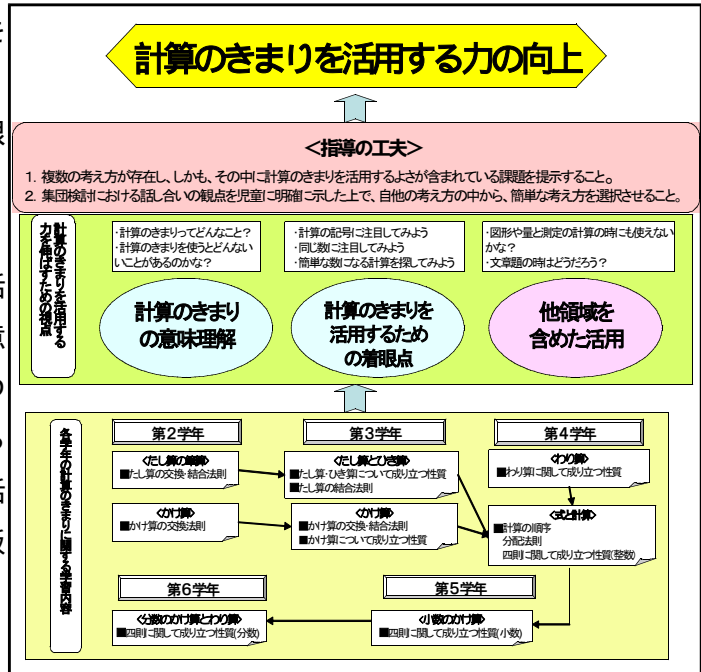 計算のきまりを活用する力の向上
＜指導の工夫＞
1. 複数の考え方が存在し、しかも、その中に計算のきまりを活用するよさが含まれている課題を提示すること。
2. 集団検討における話し合いの観点を児童に明確に示した上で、自他の考え方の中から、簡単な考え方を選択させること。
計算のきまりを活用する
力を伸ばすための視点
・計算のきまりってどんなこと？
・計算のきまりを使うとどんない
いことがあるのかな？
・計算の記号に注目してみよう
・同じ数に注目してみよう
・簡単な数になる計算を探してみよう
・図形や量と測定の計算の時にも使えない
かな？
・文章題の時はどうだろう？
計算のきまり
の意味理解
計算のきまりを
活用するため
の着眼点
他領域を
含めた活用
各学年の計算のきまりに関する学習内容
第2学年
第3学年
第4学年
＜たし算の筆算＞
■たし算の交換・結合法則
＜たし算とひき算＞
■たし算・ひき算について成り立つ性質
■たし算の結合法則
＜わり算＞
■わり算に関して成り立つ性質
＜かけ算＞
■かけ算の交換法則
＜かけ算＞
■かけ算の交換・結合法則
■かけ算について成り立つ性質
＜式と計算＞
■計算の順序
分配法則
四則に関して成り立つ性質(整数)
第6学年
第5学年
＜分数のかけ算とわり算＞
■四則に関して成り立つ性質(分数)
＜小数のかけ算＞
■四則に関して成り立つ性質(小数)